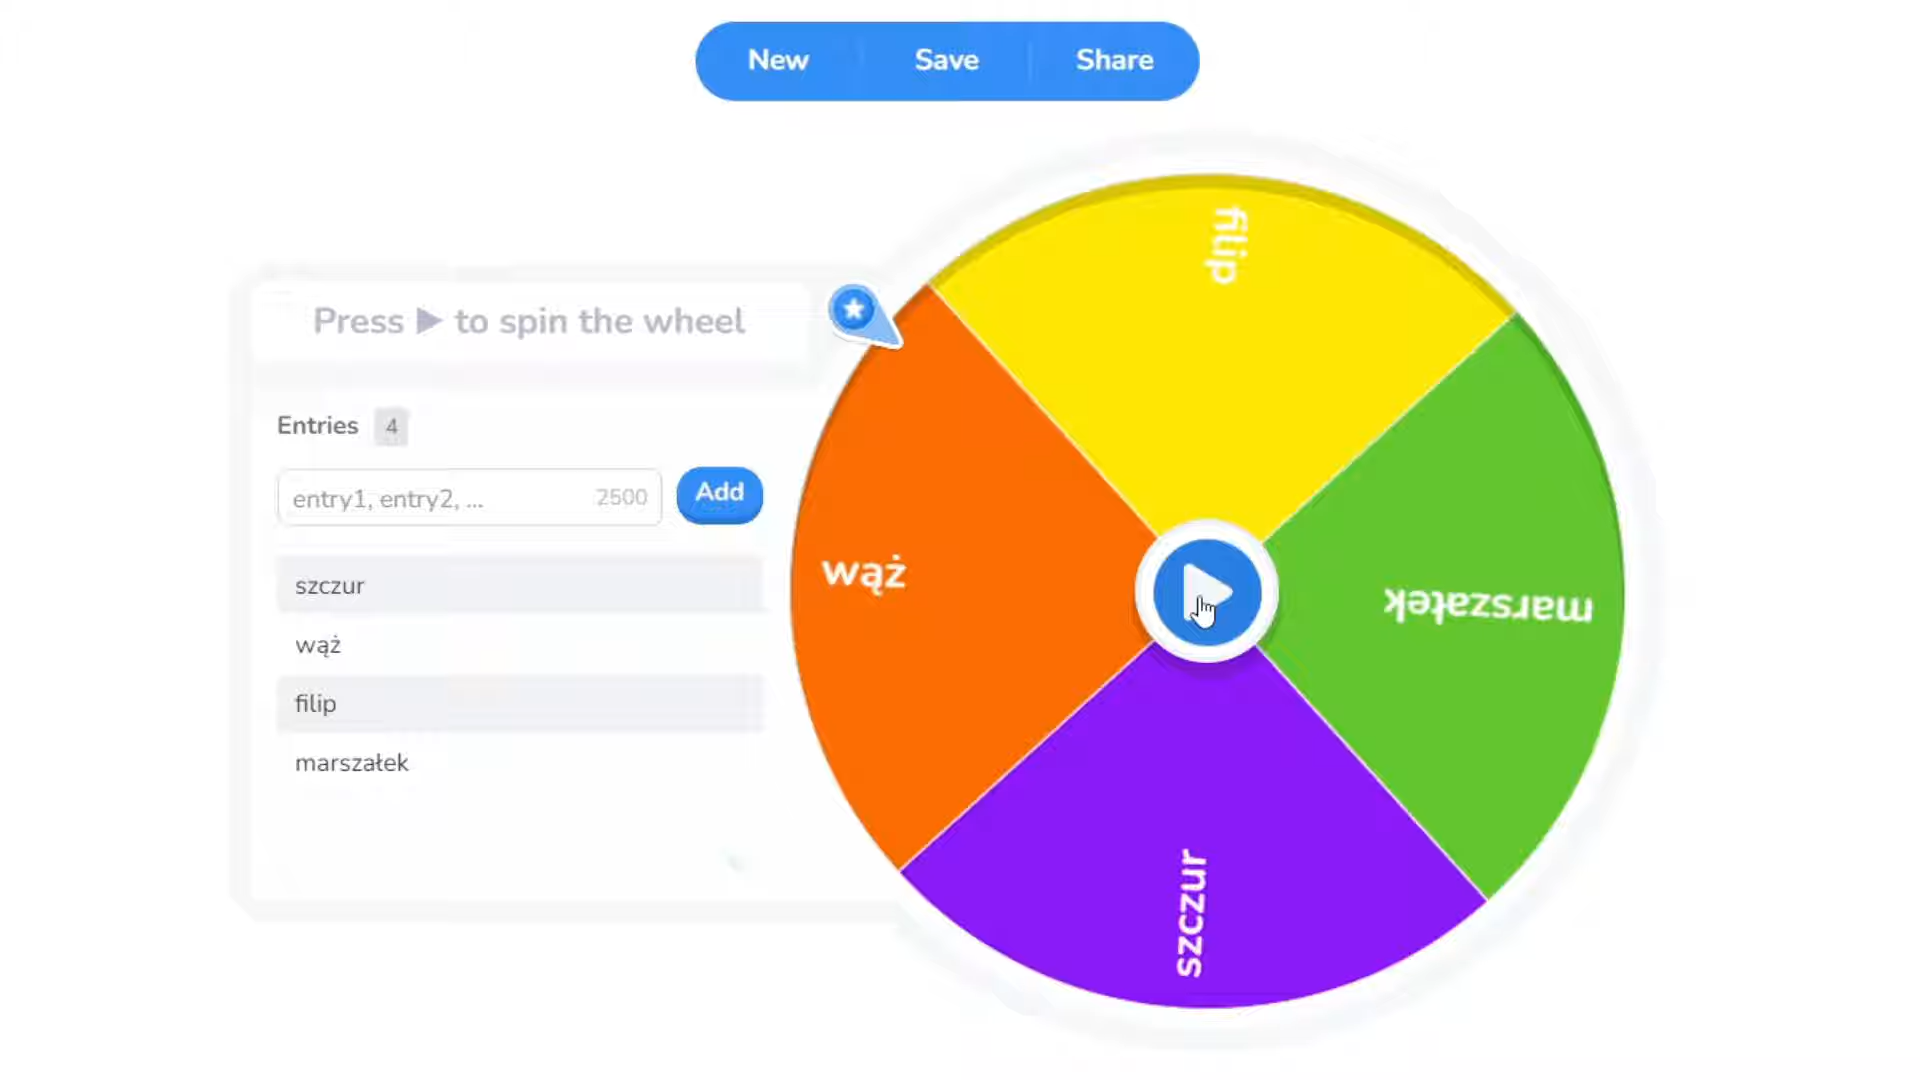 New Save Share
Press ▶ to spin the wheel
Entries 4
entry1, entry2, ... 2500 Add
szczur
wąż
filip
marszałek
filip
wąż
marszałek
szczur